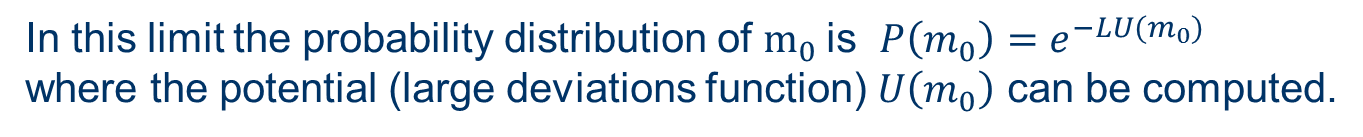 In this limit the probability distribution of m₀ is P(m₀) = e^{−LU(m₀)}
where the potential (large deviations function) U(m₀) can be computed.